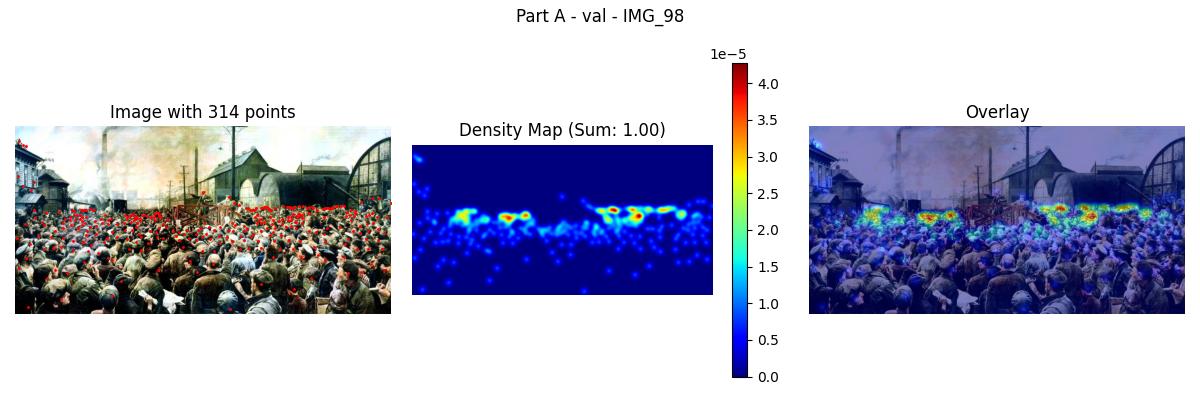 Part A - val - IMG_98
Image with 314 points
Density Map (Sum: 1.00)
1e−5
4.0
3.5
3.0
2.5
2.0
1.5
1.0
0.5
0.0
Overlay